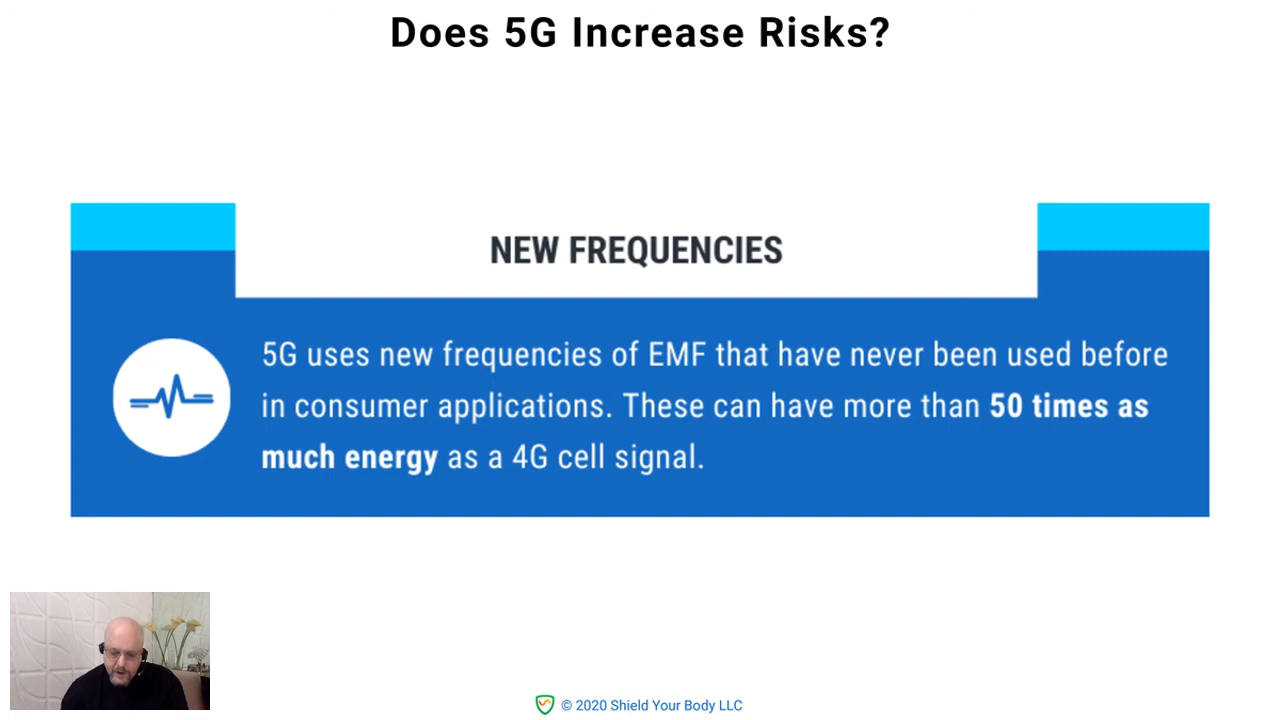 Does 5G Increase Risks?
NEW FREQUENCIES
5G uses new frequencies of EMF that have never been used before
in consumer applications. These can have more than 50 times as
much energy as a 4G cell signal.
© 2020 Shield Your Body LLC